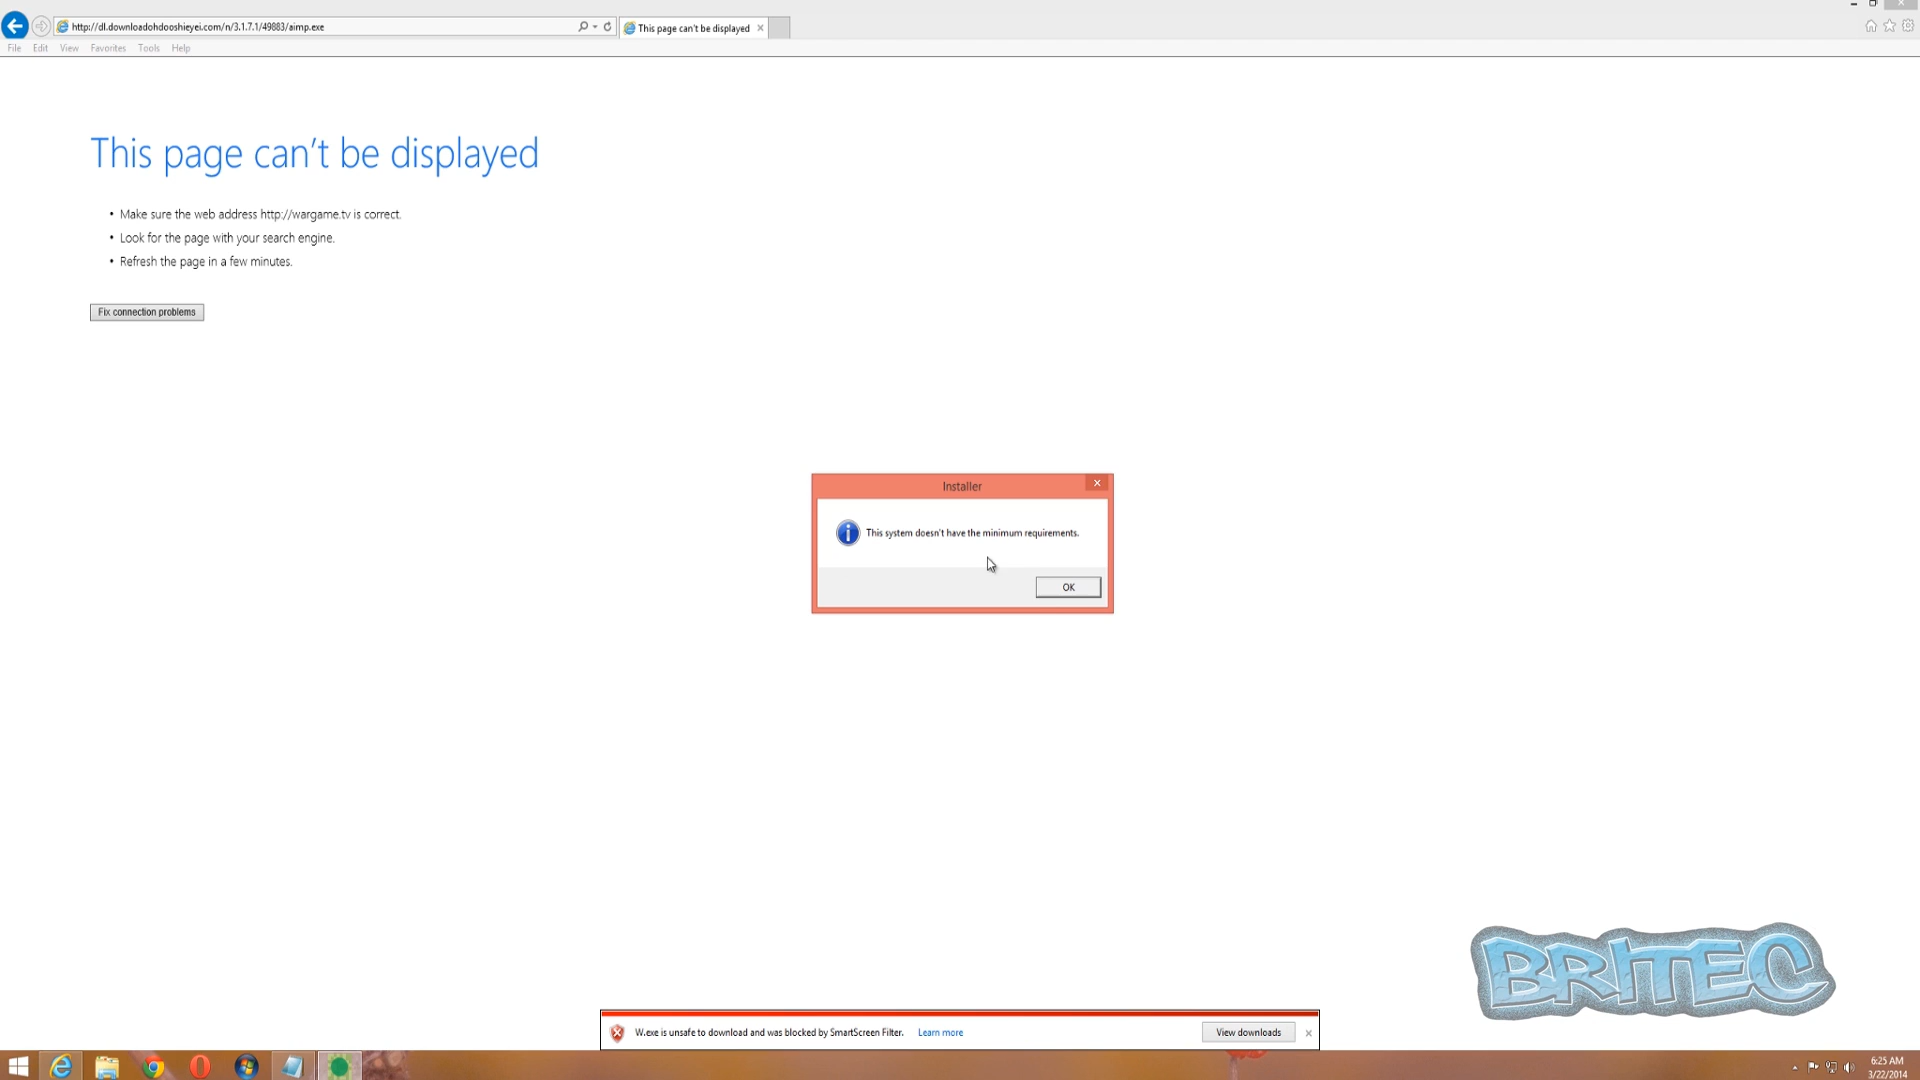 http://dl.downloadohdooshieyei.com/n/3.1.7.1/49883/aimp.exe
This page can't be displayed
File Edit View Favorites Tools Help
This page can't be displayed
• Make sure the web address http://wargame.tv is correct.
• Look for the page with your search engine.
• Refresh the page in a few minutes.
Fix connection problems
Installer
This system doesn't have the minimum requirements.
OK
BRITEC
W.exe is unsafe to download and was blocked by SmartScreen Filter. Learn more View downloads
6:25 AM
3/22/2014